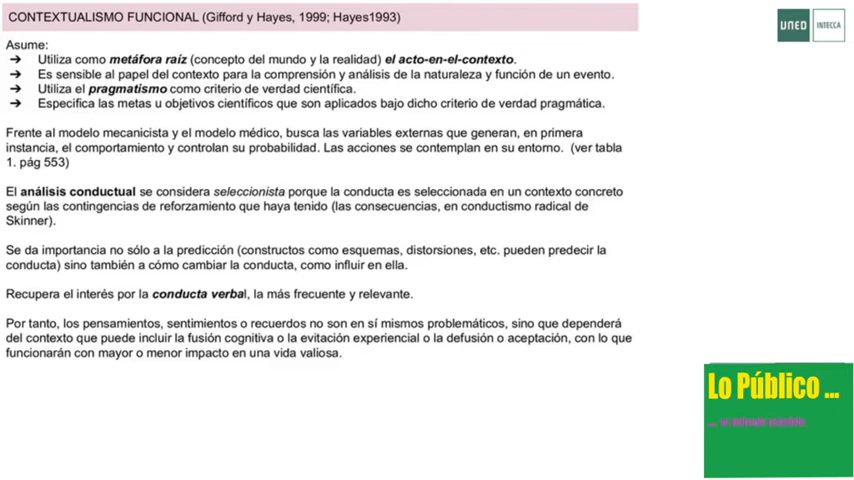 CONTEXTUALISMO FUNCIONAL (Gifford y Hayes, 1999; Hayes1993)
UNED
INTECCA
Asume:
➔ Utiliza como metáfora raíz (concepto del mundo y la realidad) el acto-en-el-contexto.
➔ Es sensible al papel del contexto para la comprensión y análisis de la naturaleza y función de un evento.
➔ Utiliza el pragmatismo como criterio de verdad científica.
➔ Especifica las metas u objetivos científicos que son aplicados bajo dicho criterio de verdad pragmática.
Frente al modelo mecanicista y el modelo médico, busca las variables externas que generan, en primera
instancia, el comportamiento y controlan su probabilidad. Las acciones se contemplan en su entorno. (ver tabla
1. pág 553)
El análisis conductual se considera seleccionista porque la conducta es seleccionada en un contexto concreto
según las contingencias de reforzamiento que haya tenido (las consecuencias, en conductismo radical de
Skinner).
Se da importancia no sólo a la predicción (constructos como esquemas, distorsiones, etc. pueden predecir la
conducta) sino también a cómo cambiar la conducta, como influir en ella.
Recupera el interés por la conducta verbal, la más frecuente y relevante.
Por tanto, los pensamientos, sentimientos o recuerdos no son en sí mismos problemáticos, sino que dependerá
del contexto que puede incluir la fusión cognitiva o la evitación experiencial o la defusión o aceptación, con lo que
funcionarán con mayor o menor impacto en una vida valiosa.
Lo Público ...
... se defiende